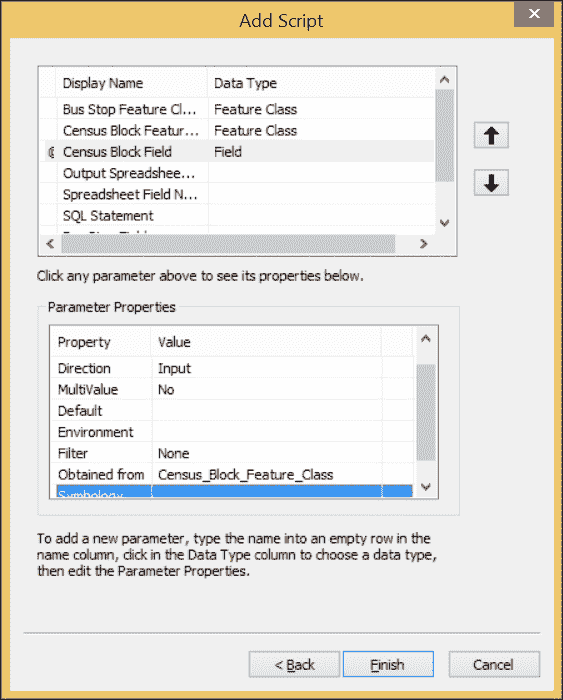 Add Script
Display Name Data Type
Bus Stop Feature Cl... Feature Class
Census Block Featur... Feature Class
Census Block Field Field
Output Spreadshee...
Spreadsheet Field N...
SQL Statement
Click any parameter above to see its properties below.
Parameter Properties
Property Value
Direction Input
MultiValue No
Default
Environment
Filter None
Obtained from Census_Block_Feature_Class
Symbology
To add a new parameter, type the name into an empty row in the
name column, click in the Data Type column to choose a data type,
then edit the Parameter Properties.
< Back Finish Cancel